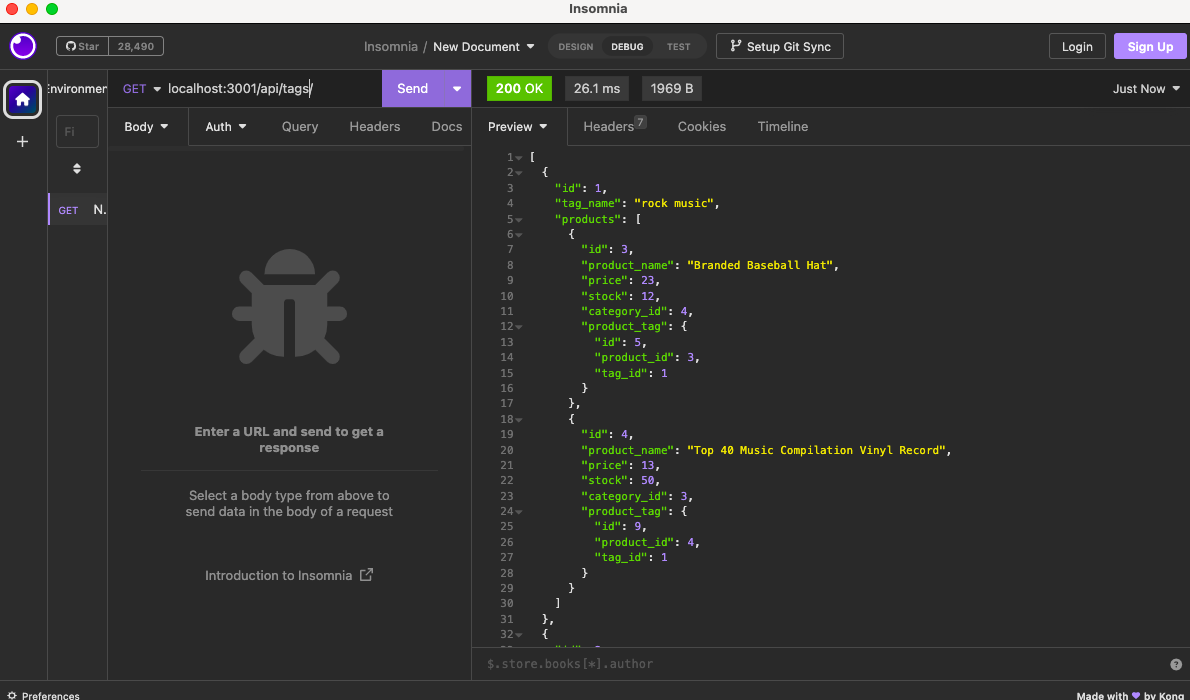 Insomnia
Star 28,490
Insomnia / New Document
DEBUG
DESIGN
TEST
Setup Git Sync
Login
Sign Up
nvironmer
GET localhost:3001/api/tags/
Send
200 OK
26.1 ms
1969 B
Just Now
Fi
Body
Auth
Query
Headers
Docs
Preview
Headers 7
Cookies
Timeline
GET N.
Enter a URL and send to get a
response
Select a body type from above to
send data in the body of a request
Introduction to Insomnia
1 [
2 {
3 "id": 1,
4 "tag_name": "rock music",
5 "products": [
6 {
7 "id": 3,
8 "product_name": "Branded Baseball Hat",
9 "price": 23,
10 "stock": 12,
11 "category_id": 4,
12 "product_tag": {
13 "id": 5,
14 "product_id": 3,
15 "tag_id": 1
16 }
17 },
18 {
19 "id": 4,
20 "product_name": "Top 40 Music Compilation Vinyl Record",
21 "price": 13,
22 "stock": 50,
23 "category_id": 3,
24 "product_tag": {
25 "id": 9,
26 "product_id": 4,
27 "tag_id": 1
28 }
29 }
30 ]
31 },
32 {
$.store.books[*].author
Preferences
Made with ♥ by Kong